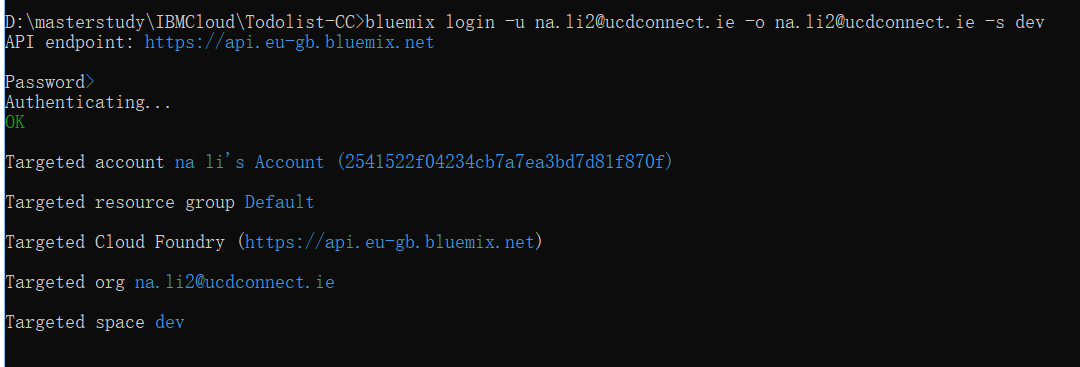 D:\masterstudy\IBMCloud\Todolist-CC>bluemix login -u na.li2@ucdconnect.ie -o na.li2@ucdconnect.ie -s dev
API endpoint: https://api.eu-gb.bluemix.net
Password>
Authenticating...
OK
Targeted account na li's Account (2541522f04234cb7a7ea3bd7d81f870f)
Targeted resource group Default
Targeted Cloud Foundry (https://api.eu-gb.bluemix.net)
Targeted org na.li2@ucdconnect.ie
Targeted space dev